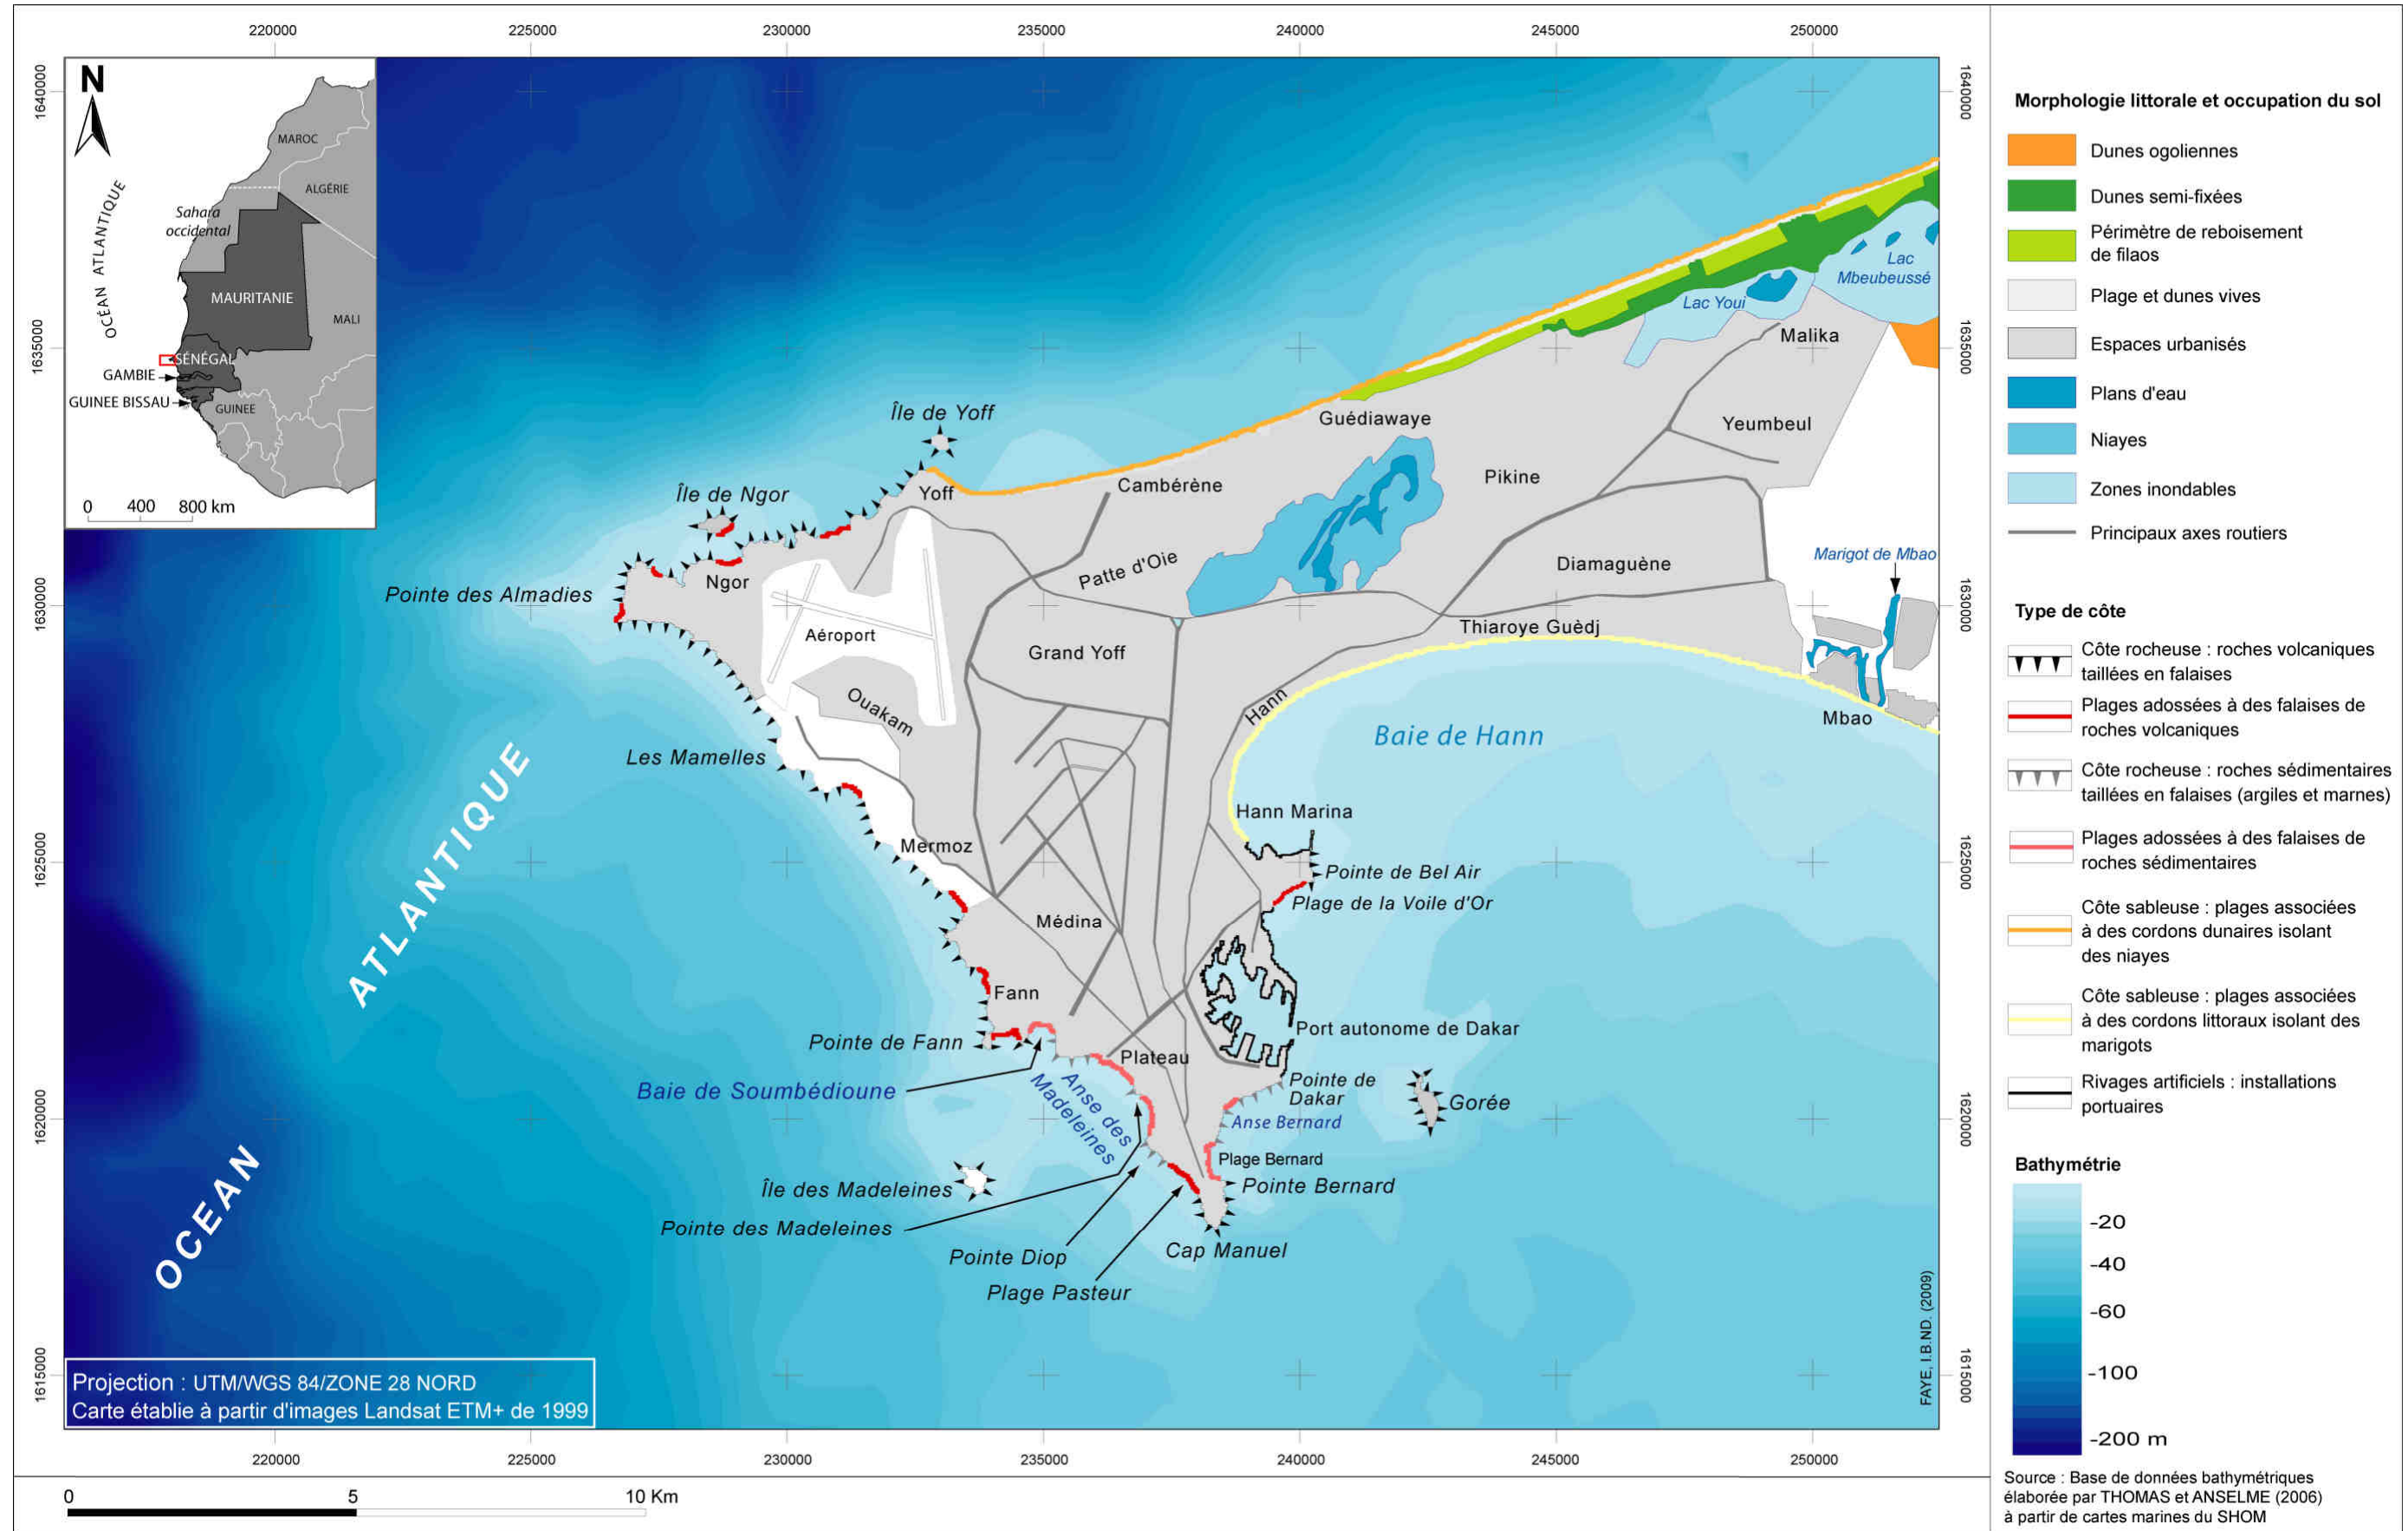 220000
225000
230000
235000
240000
245000
250000
1640000
1635000
1630000
1625000
1620000
1615000
1640000
1635000
1630000
1625000
1620000
1615000
220000
225000
230000
235000
240000
245000
250000
N
OCÉAN ATLANTIQUE
MAROC
ALGÉRIE
Sahara
occidental
MAURITANIE
MALI
SÉNÉGAL
GAMBIE
GUINEE BISSAU
GUINEE
0 400 800 km
Île de Yoff
Île de Ngor
Yoff
Cambérène
Guédiawaye
Pikine
Yeumbeul
Malika
Lac Youi
Lac
Mbeubeussé
Pointe des Almadies
Ngor
Aéroport
Patte d'Oie
Diamaguène
Marigot de Mbao
Thiaroye Guèdj
Grand Yoff
Ouakam
Hann
Mbao
Baie de Hann
Les Mamelles
Hann Marina
Mermoz
Pointe de Bel Air
Plage de la Voile d'Or
Médina
Fann
Port autonome de Dakar
Pointe de Fann
Plateau
Baie de Soumbédioune
Anse des
Madeleines
Pointe de
Dakar
Gorée
Anse Bernard
Plage Bernard
Île des Madeleines
Pointe Bernard
Pointe des Madeleines
Pointe Diop
Cap Manuel
Plage Pasteur
OCEAN
ATLANTIQUE
FAYE, I.B.ND. (2009)
Projection : UTM/WGS 84/ZONE 28 NORD
Carte établie à partir d'images Landsat ETM+ de 1999
0 5 10 Km
Morphologie littorale et occupation du sol
Dunes ogoliennes
Dunes semi-fixées
Périmètre de reboisement
de filaos
Plage et dunes vives
Espaces urbanisés
Plans d'eau
Niayes
Zones inondables
Principaux axes routiers
Type de côte
Côte rocheuse : roches volcaniques
taillées en falaises
Plages adossées à des falaises de
roches volcaniques
Côte rocheuse : roches sédimentaires
taillées en falaises (argiles et marnes)
Plages adossées à des falaises de
roches sédimentaires
Côte sableuse : plages associées
à des cordons dunaires isolant
des niayes
Côte sableuse : plages associées
à des cordons littoraux isolant des
marigots
Rivages artificiels : installations
portuaires
Bathymétrie
-20
-40
-60
-100
-200 m
Source : Base de données bathymétriques
élaborée par THOMAS et ANSELME (2006)
à partir de cartes marines du SHOM